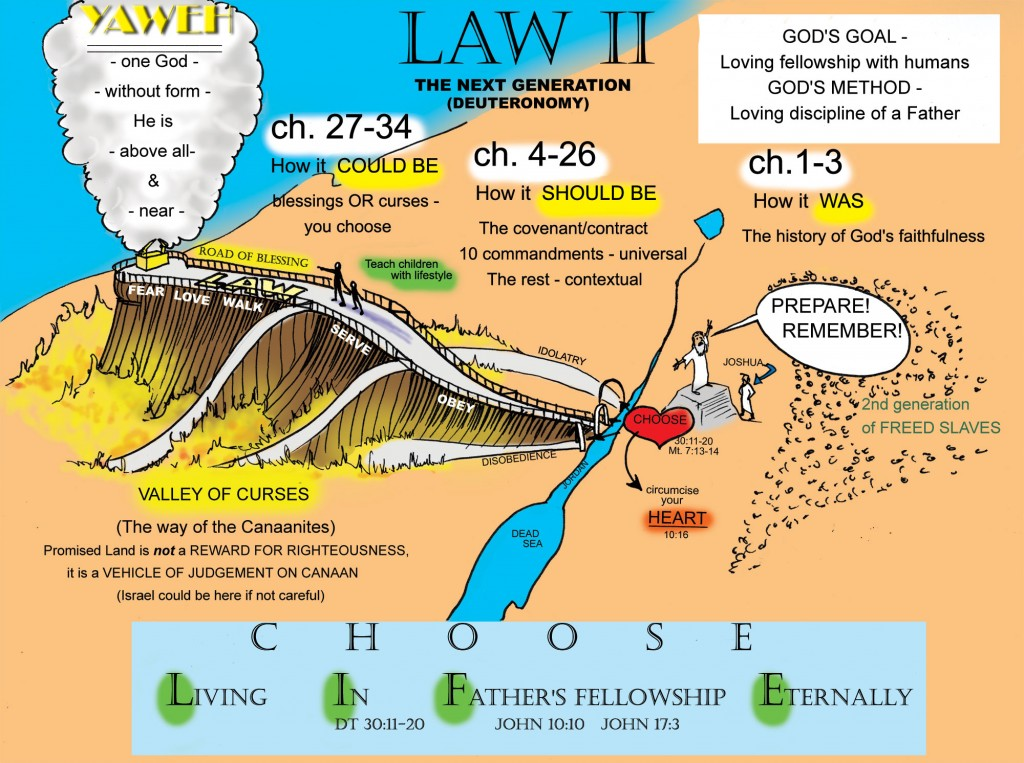 YAWEH
- one God -
- without form -
He is
- above all-
&
- near -
LAW II
THE NEXT GENERATION
(DEUTERONOMY)
GOD'S GOAL -
Loving fellowship with humans
GOD'S METHOD -
Loving discipline of a Father
ch. 27-34
How it COULD BE
blessings OR curses -
you choose
ch. 4-26
How it SHOULD BE
The covenant/contract
10 commandments - universal
The rest - contextual
ch.1-3
How it WAS
The history of God's faithfulness
ROAD OF BLESSING
Teach children
with lifestyle
LAW
FEAR LOVE WALK
SERVE
OBEY
IDOLATRY
DISOBEDIENCE
PREPARE!
REMEMBER!
JOSHUA
2nd generation
of FREED SLAVES
CHOOSE
30:11-20
Mt. 7:13-14
JORDAN
circumcise
your
HEART
10:16
DEAD
SEA
VALLEY OF CURSES
(The way of the Canaanites)
Promised Land is not a REWARD FOR RIGHTEOUSNESS,
it is a VEHICLE OF JUDGEMENT ON CANAAN
(Israel could be here if not careful)
C H O O S E
LIVING IN FATHER'S FELLOWSHIP ETERNALLY
DT 30:11-20 JOHN 10:10 JOHN 17:3